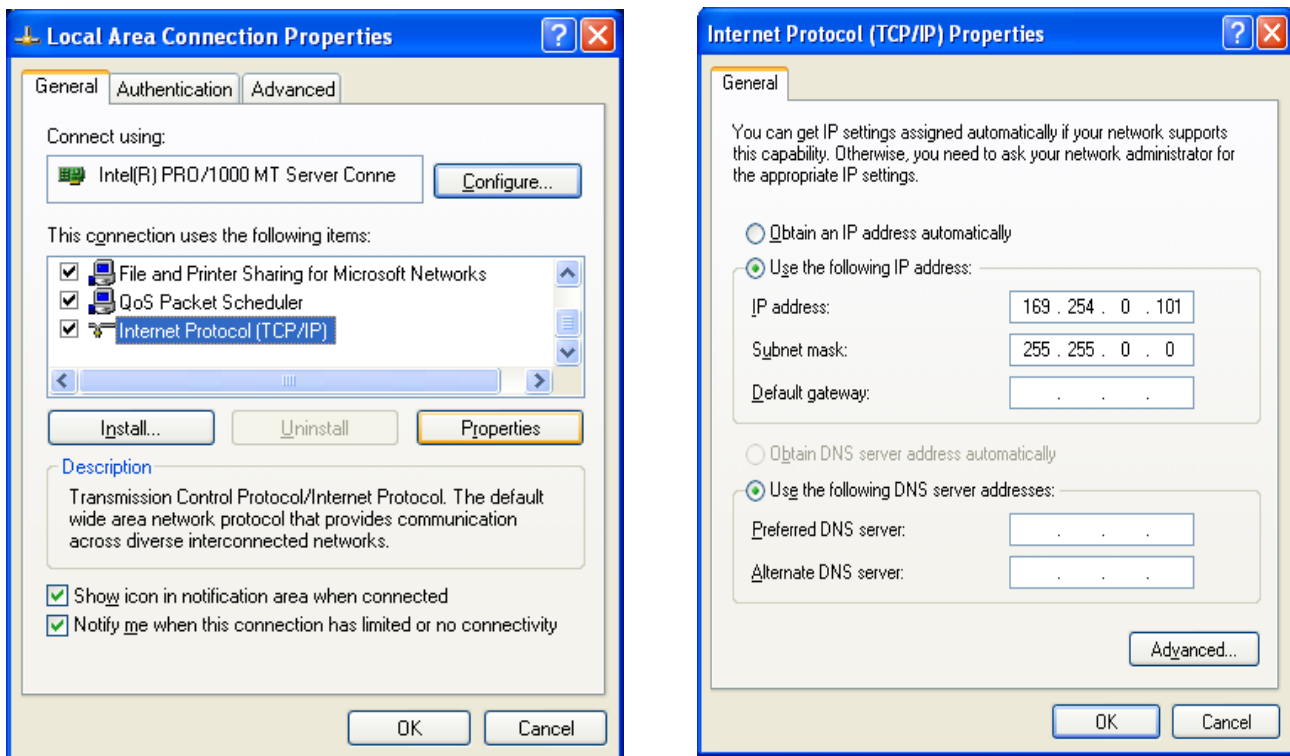 Local Area Connection Properties
General
Authentication
Advanced
Connect using:
Intel(R) PRO/1000 MT Server Conne
Configure...
This connection uses the following items:
File and Printer Sharing for Microsoft Networks
QoS Packet Scheduler
Internet Protocol (TCP/IP)
Install...
Uninstall
Properties
Description
Transmission Control Protocol/Internet Protocol. The default
wide area network protocol that provides communication
across diverse interconnected networks.
Show icon in notification area when connected
Notify me when this connection has limited or no connectivity
OK
Cancel
Internet Protocol (TCP/IP) Properties
General
You can get IP settings assigned automatically if your network supports
this capability. Otherwise, you need to ask your network administrator for
the appropriate IP settings.
Obtain an IP address automatically
Use the following IP address:
IP address: 169 . 254 . 0 . 101
Subnet mask: 255 . 255 . 0 . 0
Default gateway: . . .
Obtain DNS server address automatically
Use the following DNS server addresses:
Preferred DNS server: . . .
Alternate DNS server: . . .
Advanced...
OK
Cancel